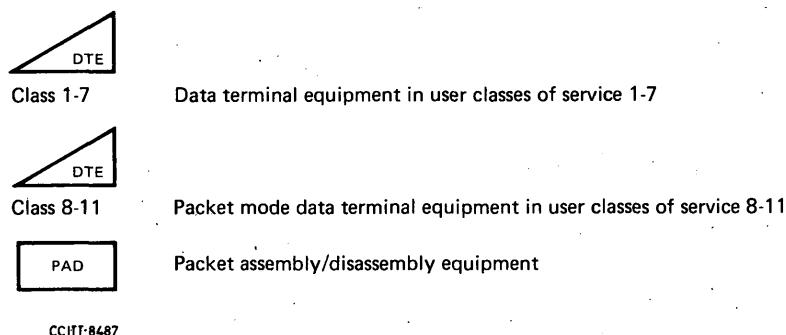 DTE
Class 1-7 Data terminal equipment in user classes of service 1-7
DTE
Class 8-11 Packet mode data terminal equipment in user classes of service 8-11
PAD Packet assembly/disassembly equipment
CCITT-8487